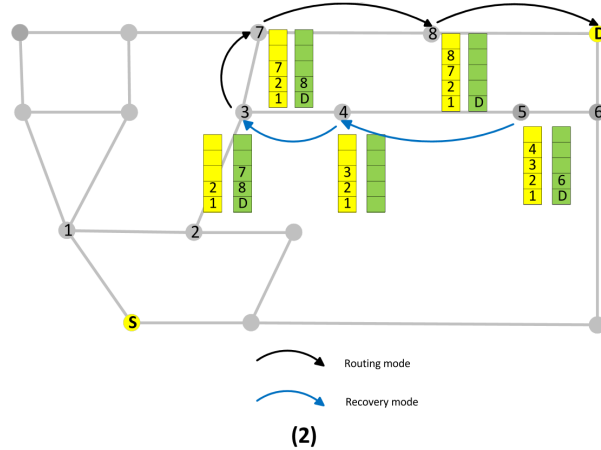 7 8 D
7 8 8
2 8 7
1 D 2
1 D
3 4 5 6
7 3 4
2 8 2 3 6
1 D 1 2 D
1
1 2
S
Routing mode
Recovery mode
(2)